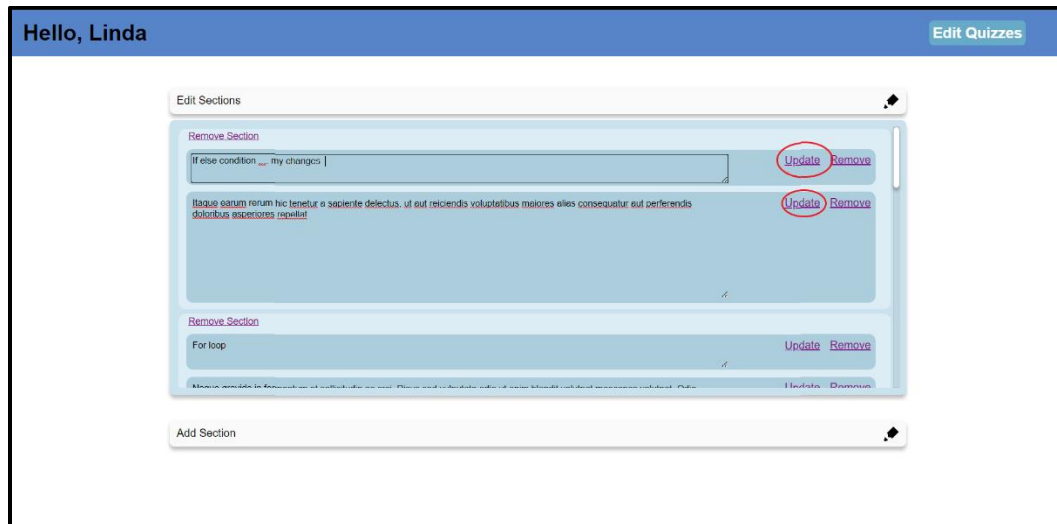 Hello, Linda
Edit Quizzes
Edit Sections
Remove Section
If else condition .... my changes
Update Remove
Itaque earum rerum hic tenetur a sapiente delectus, ut aut reiciendis voluptatibus maiores alias consequatur aut perferendis
doloribus asperiores repellat
Update Remove
Remove Section
For loop
Update Remove
Update Remove
Add Section